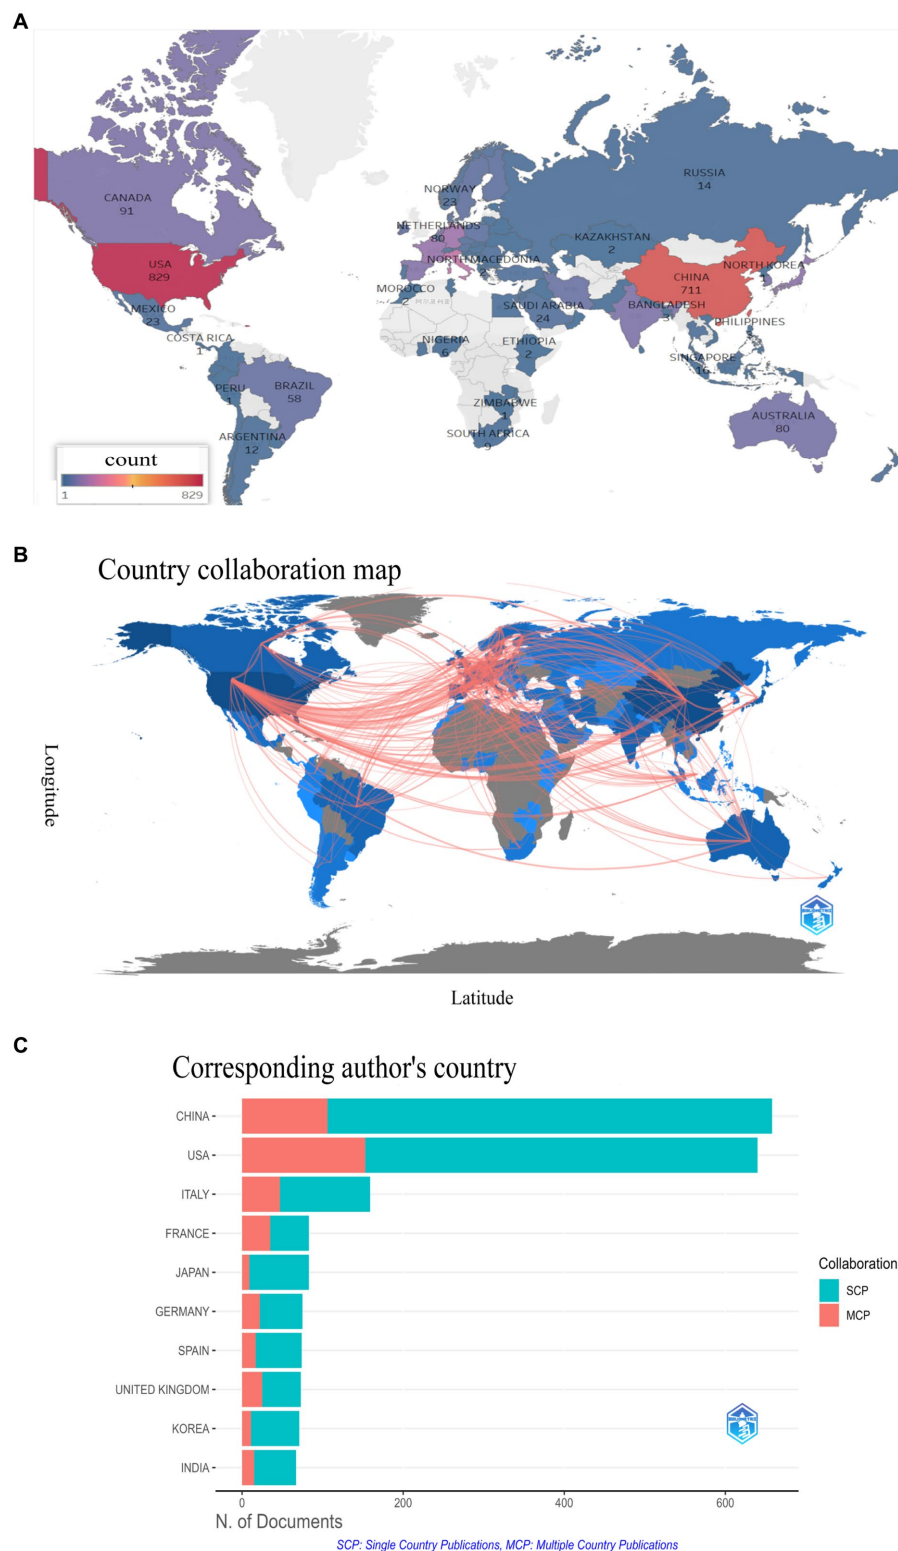 A
CANADA
91
USA
829
MEXICO
23
COSTA RICA
1
PERU
1
BRAZIL
58
ARGENTINA
12
NORWAY
23
NETHERLANDS
80
NORTH MACEDONIA
2
MOROCCO
2
NIGERIA
6
ETHIOPIA
2
ZIMBABWE
1
SOUTH AFRICA
9
SAUDI ARABIA
24
KAZAKHSTAN
2
RUSSIA
14
CHINA
711
NORTH KOREA
1
BANGLADESH
3
PHILIPPINES
SINGAPORE
16
AUSTRALIA
80
count
1
829
B
Country collaboration map
Longitude
Latitude
BIBLIOMETRIX
C
Corresponding author's country
CHINA
USA
ITALY
FRANCE
JAPAN
GERMANY
SPAIN
UNITED KINGDOM
KOREA
INDIA
0
200
400
600
N. of Documents
Collaboration
SCP
MCP
BIBLIOMETRIX
SCP: Single Country Publications, MCP: Multiple Country Publications